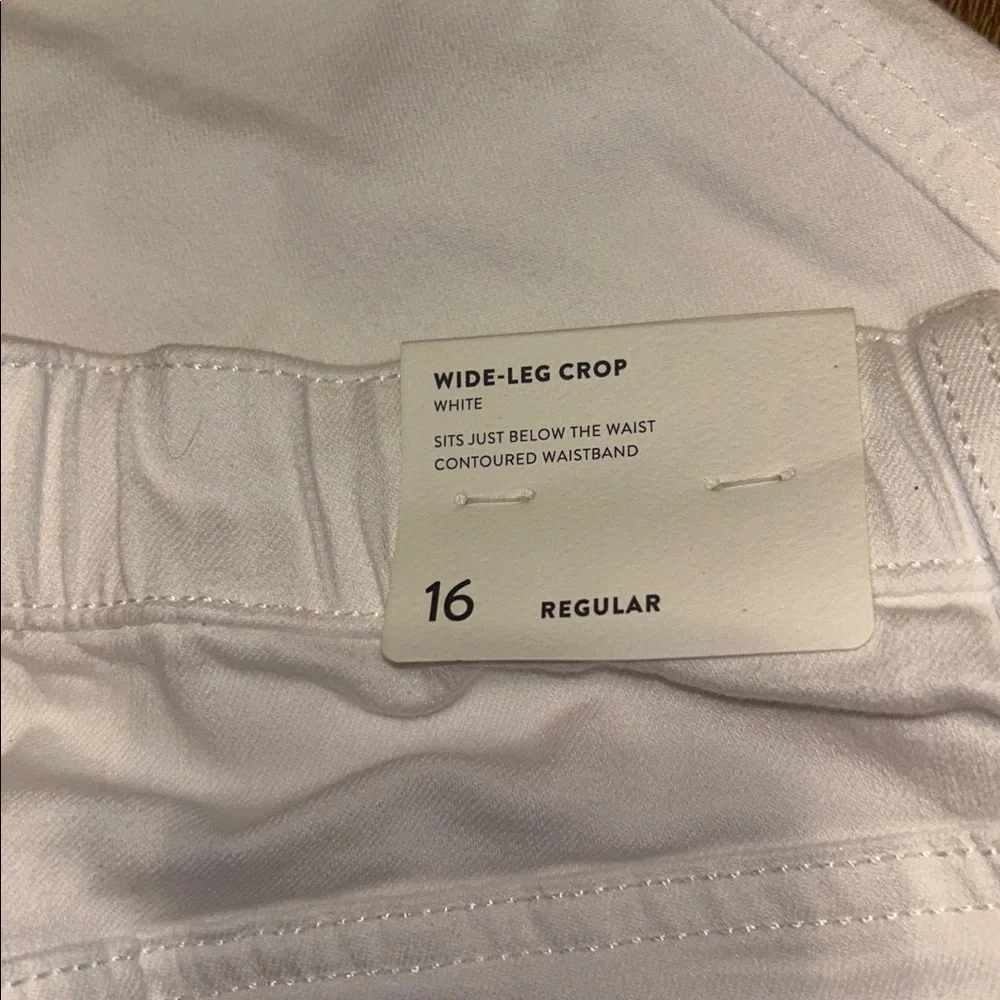 WIDE-LEG CROP
WHITE
SITS JUST BELOW THE WAIST
CONTOURED WAISTBAND
16 REGULAR